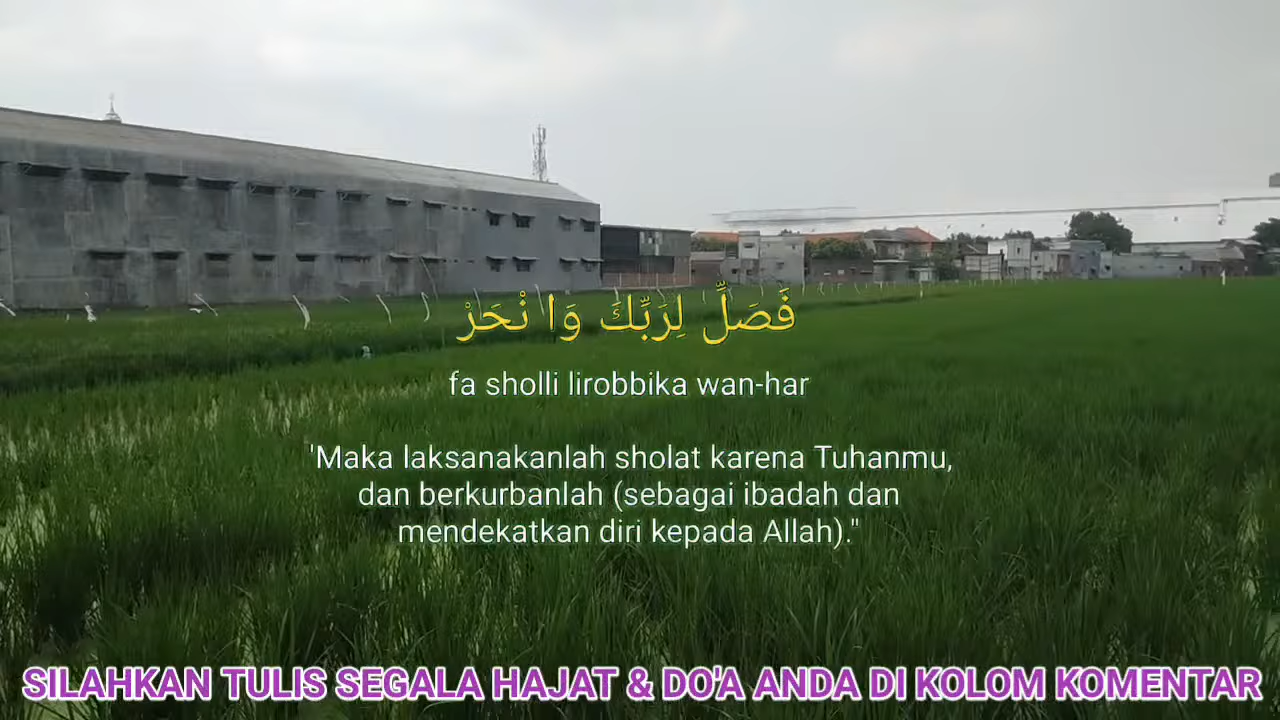 فَصَلِّ لِرَبِّكَ وَا نْحَرْ
fa sholli lirobbika wan-har
'Maka laksanakanlah sholat karena Tuhanmu,
dan berkurbanlah (sebagai ibadah dan
mendekatkan diri kepada Allah)."
SILAHKAN TULIS SEGALA HAJAT & DO'A ANDA DI KOLOM KOMENTAR